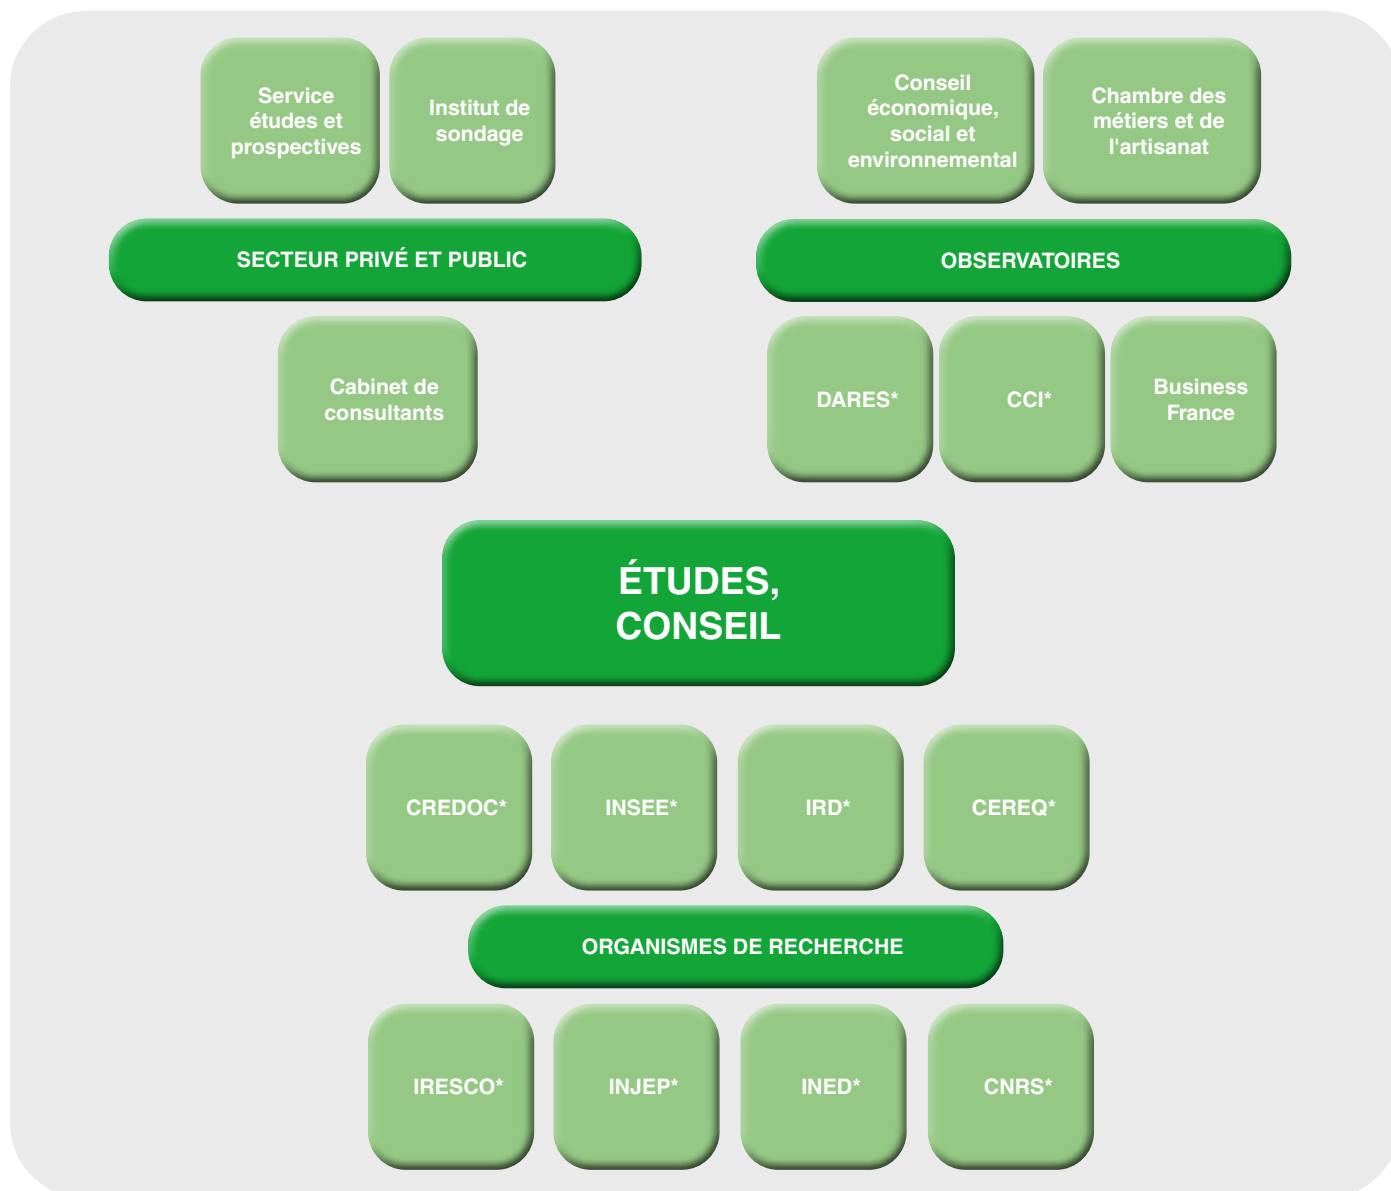 Service
études et
prospectives
Institut de
sondage
SECTEUR PRIVÉ ET PUBLIC
Cabinet de
consultants
Conseil
économique,
social et
environnemental
Chambre des
métiers et de
l'artisanat
OBSERVATOIRES
DARES*
CCI*
Business
France
ÉTUDES,
CONSEIL
CREDOC*
INSEE*
IRD*
CEREQ*
ORGANISMES DE RECHERCHE
IRESCO*
INJEP*
INED*
CNRS*